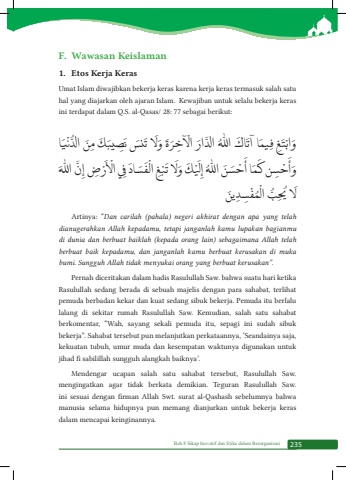 F. Wawasan Keislaman
1. Etos Kerja Keras
Umat Islam diwajibkan bekerja keras karena kerja keras termasuk salah satu
hal yang diajarkan oleh ajaran Islam. Kewajiban untuk selalu bekerja keras
ini terdapat dalam Q.S. al-Qasas/ 28: 77 sebagai berikut:
وَابْتَغِ فِيمَا آتَاكَ اللَّهُ الدَّارَ الْآخِرَةَ وَلَا تَنْسَ نَصِيبَكَ مِنَ الدُّنْيَا
وَأَحْسِنْ كَمَا أَحْسَنَ اللَّهُ إِلَيْكَ وَلَا تَبْغِ الْفَسَادَ فِي الْأَرْضِ إِنَّ اللَّهَ
لَا يُحِبُّ الْمُفْسِدِينَ
Artinya: "Dan carilah (pahala) negeri akhirat dengan apa yang telah
dianugerahkan Allah kepadamu, tetapi janganlah kamu lupakan bagianmu
di dunia dan berbuat baiklah (kepada orang lain) sebagaimana Allah telah
berbuat baik kepadamu, dan janganlah kamu berbuat kerusakan di muka
bumi. Sungguh Allah tidak menyukai orang yang berbuat kerusakan".
Pernah diceritakan dalam hadis Rasulullah Saw. bahwa suatu hari ketika
Rasulullah sedang berada di sebuah majelis dengan para sahabat, terlihat
pemuda berbadan kekar dan kuat sedang sibuk bekerja. Pemuda itu berlalu
lalang di sekitar rumah Rasulullah Saw. Kemudian, salah satu sahabat
berkomentar, "Wah, sayang sekali pemuda itu, sepagi ini sudah sibuk
bekerja". Sahabat tersebut pun melanjutkan perkataannya, 'Seandainya saja,
kekuatan tubuh, umur muda dan kesempatan waktunya digunakan untuk
jihad fi sabilillah sungguh alangkah baiknya'.
Mendengar ucapan salah satu sahabat tersebut, Rasulullah Saw.
mengingatkan agar tidak berkata demikian. Teguran Rasulullah Saw.
ini sesuai dengan firman Allah Swt. surat al-Qashash sebelumnya bahwa
manusia selama hidupnya pun memang dianjurkan untuk bekerja keras
dalam mencapai keinginannya.
Bab 8 Sikap Inovatif dan Etika dalam Berorganisasi 235